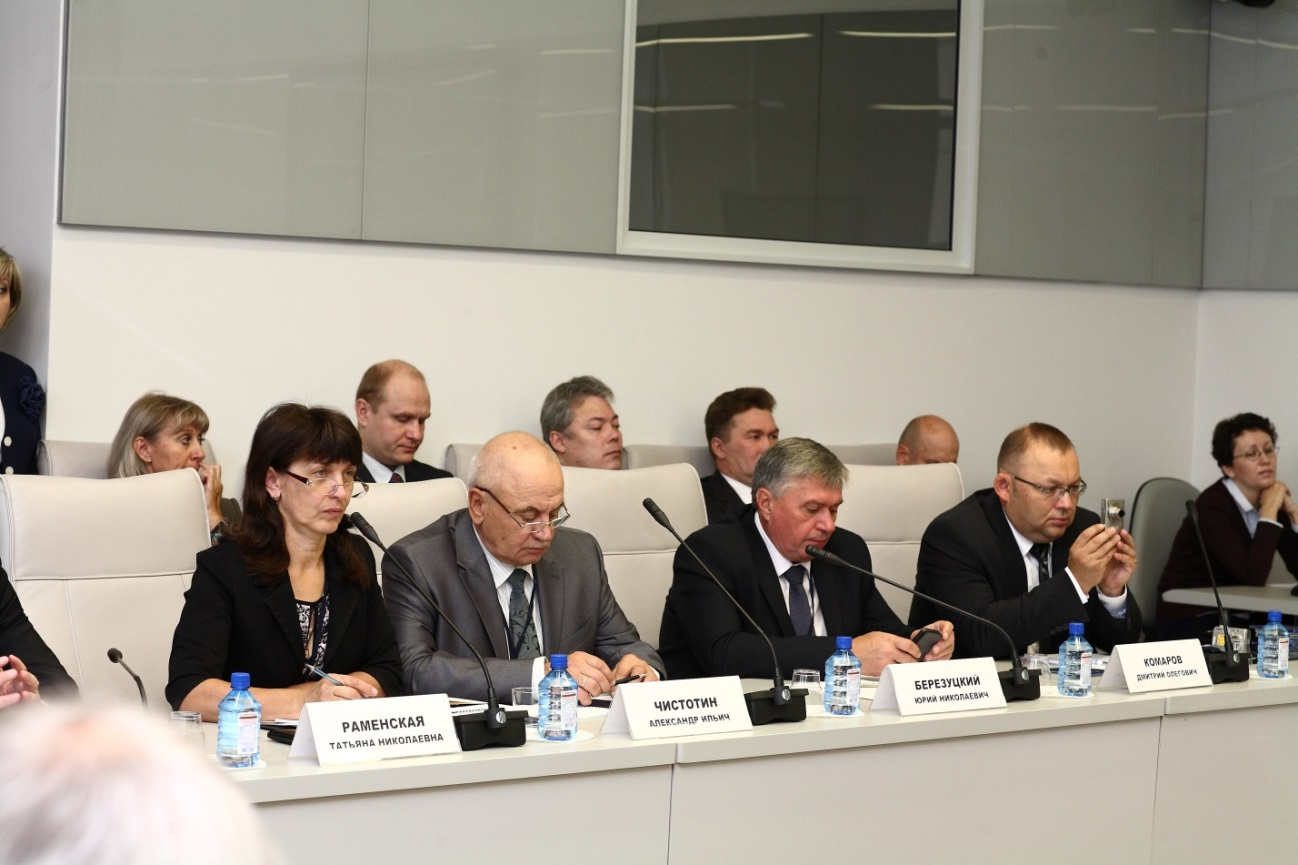 РАМЕНСКАЯ
ТАТЬЯНА НИКОЛАЕВНА
ЧИСТОТИН
АЛЕКСАНДР ИЛЬИЧ
БЕРЕЗУЦКИЙ
ЮРИЙ НИКОЛАЕВИЧ
КОМАРОВ
ДМИТРИЙ ОЛЕГОВИЧ